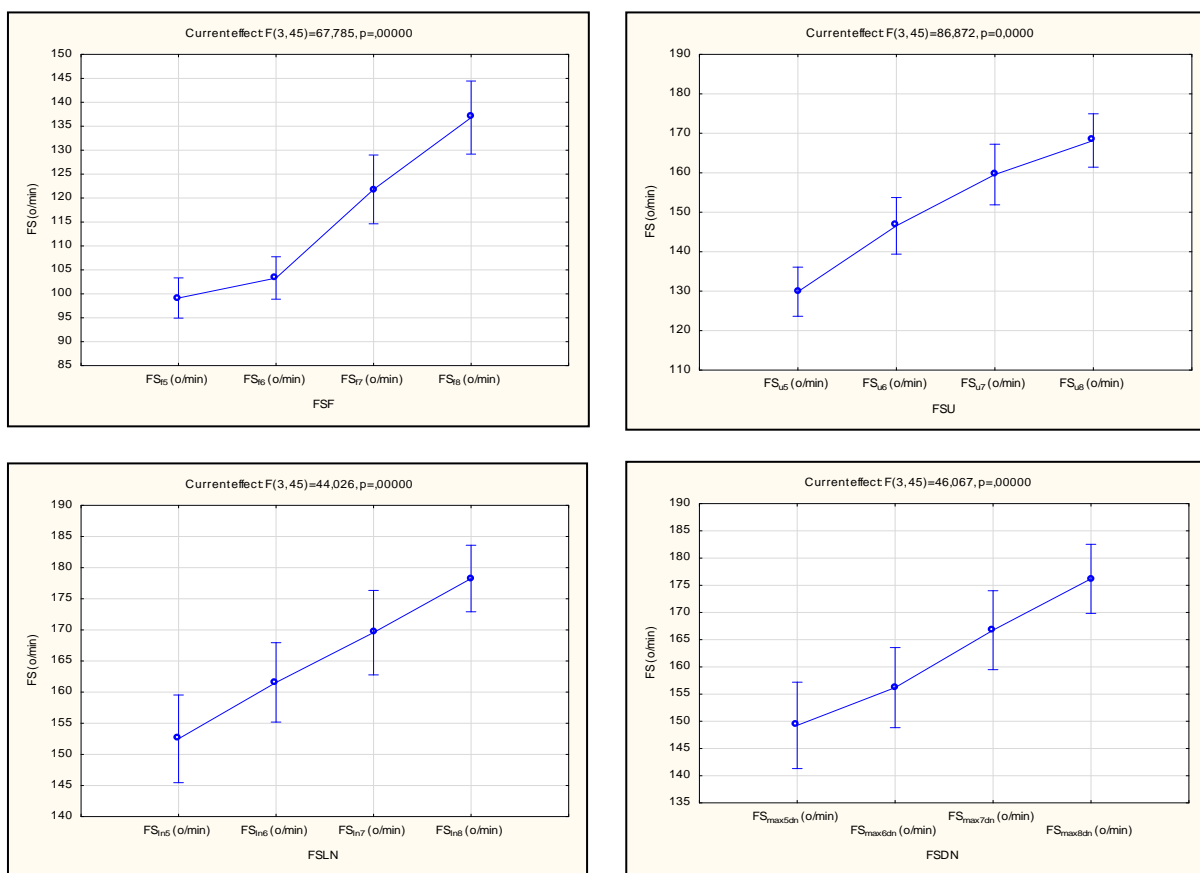 Current effect: F(3, 45)=67,785, p=,00000
150
145
140
135
130
125
120
115
110
105
100
95
90
85
FS (o/min)
FSf5 (o/min) FSf6 (o/min) FSf7 (o/min) FSf8 (o/min)
FSF
Current effect: F(3, 45)=86,872, p=0,0000
190
180
170
160
150
140
130
120
110
FS (o/min)
FSu5 (o/min) FSu6 (o/min) FSu7 (o/min) FSu8 (o/min)
FSU
Current effect: F(3, 45)=44,026, p=,00000
190
185
180
175
170
165
160
155
150
145
140
FS (o/min)
FSln5 (o/min) FSln6 (o/min) FSln7 (o/min) FSln8 (o/min)
FSLN
Current effect: F(3, 45)=46,067, p=,00000
190
185
180
175
170
165
160
155
150
145
140
135
FS (o/min)
FSmax5dn (o/min) FSmax7dn (o/min)
FSmax6dn (o/min) FSmax8dn (o/min)
FSDN